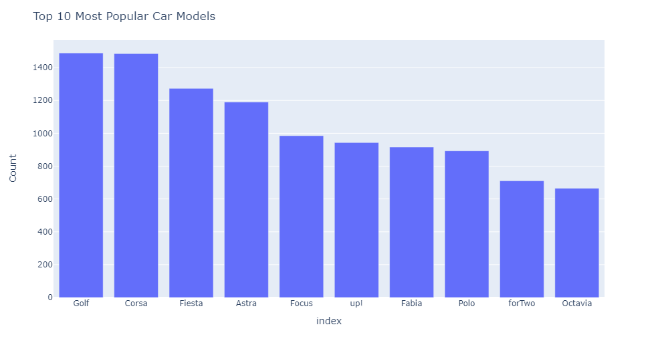 Top 10 Most Popular Car Models
Count
1400
1200
1000
800
600
400
200
0
Golf Corsa Fiesta Astra Focus up! Fabia Polo forTwo Octavia
index